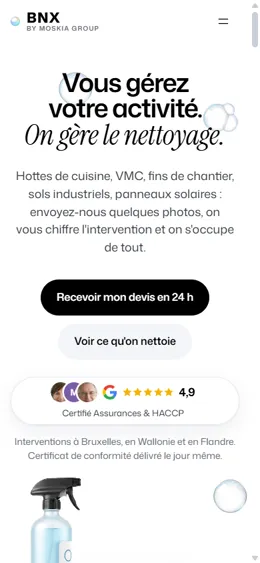 BNX
BY MOSKIA GROUP
Vous gérez
votre activité.
On gère le nettoyage.
Hottes de cuisine, VMC, fins de chantier,
sols industriels, panneaux solaires :
envoyez-nous quelques photos, on
vous chiffre l'intervention et on s'occupe
de tout.
Recevoir mon devis en 24 h
Voir ce qu'on nettoie
M G ★★★★★ 4,9
Certifié Assurances & HACCP
Interventions à Bruxelles, en Wallonie et en Flandre.
Certificat de conformité délivré le jour même.